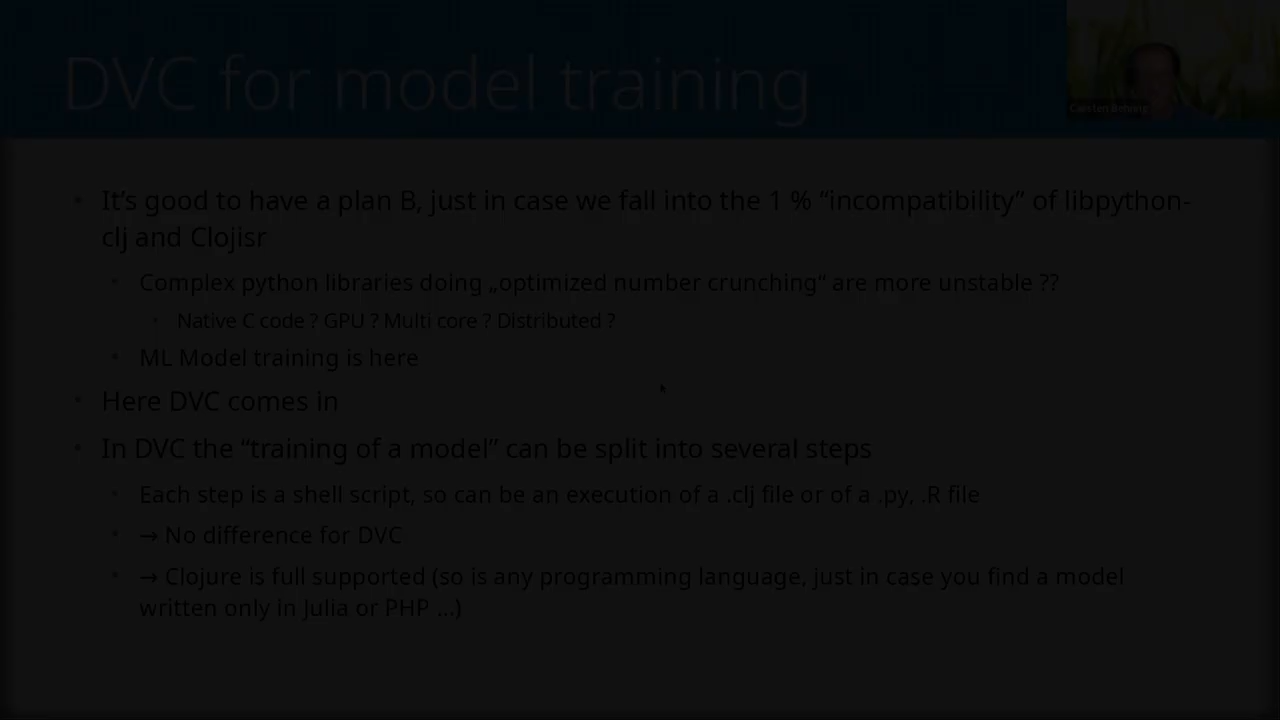 DVC for model training
Carsten Behring
It’s good to have a plan B, just in case we fall into the 1 % “incompatibility” of libpython-
clj and Clojisr
Complex python libraries doing „optimized number crunching“ are more unstable ??
Native C code ? GPU ? Multi core ? Distributed ?
ML Model training is here
Here DVC comes in
In DVC the “training of a model” can be split into several steps
Each step is a shell script, so can be an execution of a .clj file or of a .py, .R file
→ No difference for DVC
→ Clojure is full supported (so is any programming language, just in case you find a model
written only in Julia or PHP ...)